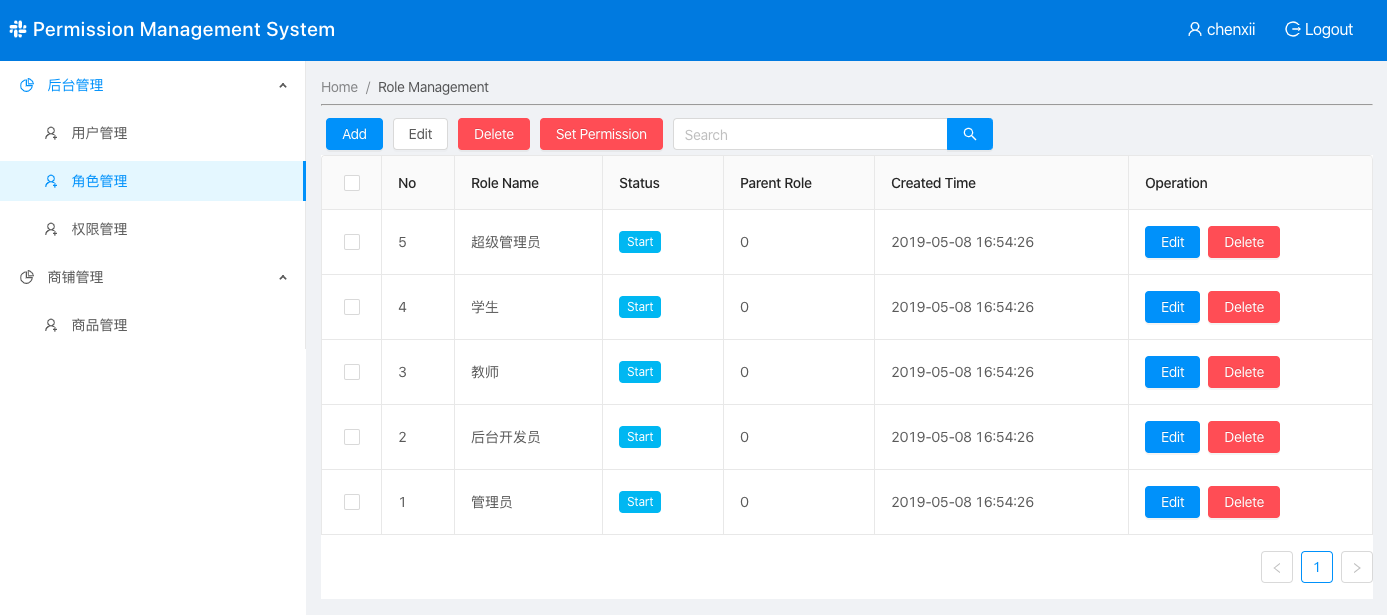 Permission Management System
chenxii Logout
后台管理
用户管理
角色管理
权限管理
商铺管理
商品管理
Home / Role Management
Add Edit Delete Set Permission Search
No Role Name Status Parent Role Created Time Operation
5 超级管理员 Start 0 2019-05-08 16:54:26 Edit Delete
4 学生 Start 0 2019-05-08 16:54:26 Edit Delete
3 教师 Start 0 2019-05-08 16:54:26 Edit Delete
2 后台开发员 Start 0 2019-05-08 16:54:26 Edit Delete
1 管理员 Start 0 2019-05-08 16:54:26 Edit Delete
< 1 >